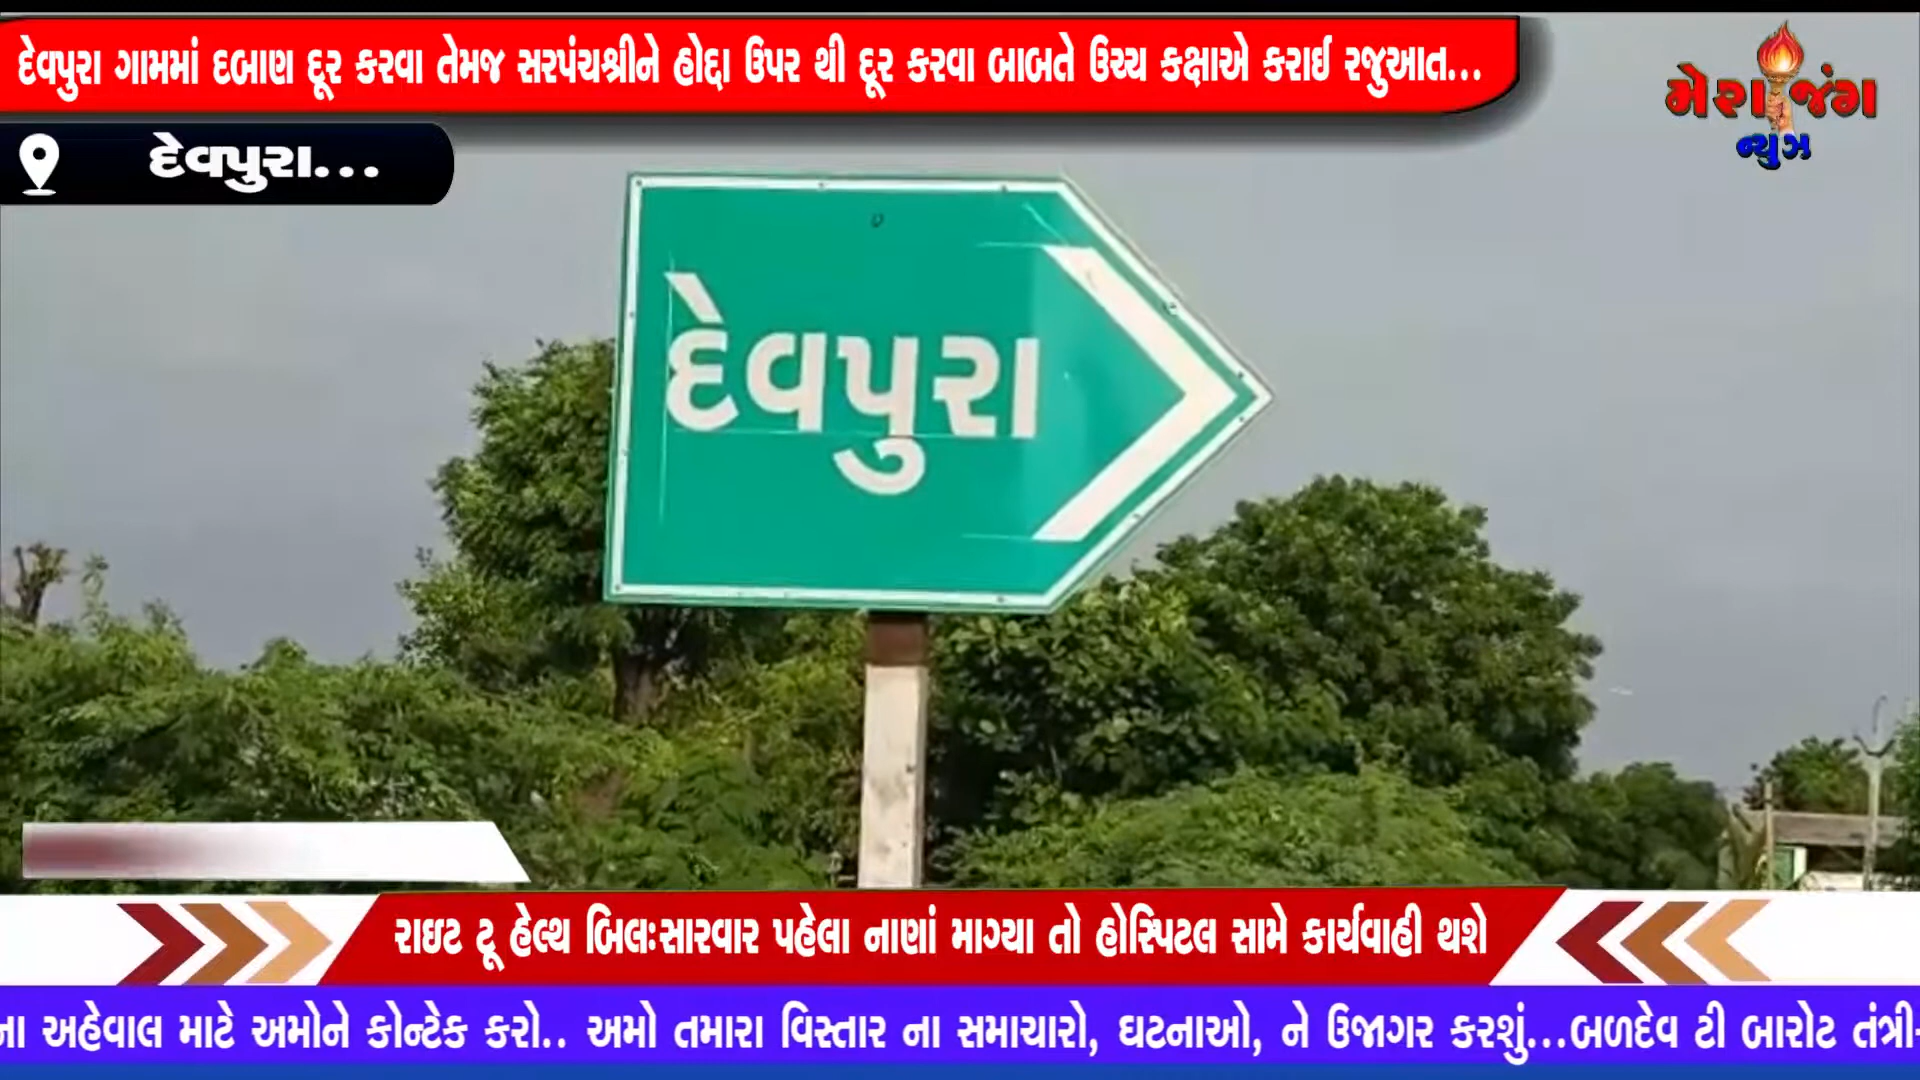 દેવપુરા ગામમાં દબાણ દૂર કરવા તેમજ સરપંચશ્રીને હોદ્દા ઉપર થી દૂર કરવા બાબતે ઉચ્ચ કક્ષાએ કરાઈ રજુઆત...
મેરા જંગ
ન્યુઝ
દેવપુરા...
દેવપુરા
રાઇટ ટૂ હેલ્થ બિલઃસારવાર પહેલા નાણાં માગ્યા તો હોસ્પિટલ સામે કાર્યવાહી થશે
ના અહેવાલ માટે અમોને કોન્ટેક કરો.. અમો તમારા વિસ્તાર ના સમાચારો, ઘટનાઓ, ને ઉજાગર કરશું...બળદેવ ટી બારોટ તંત્રી-